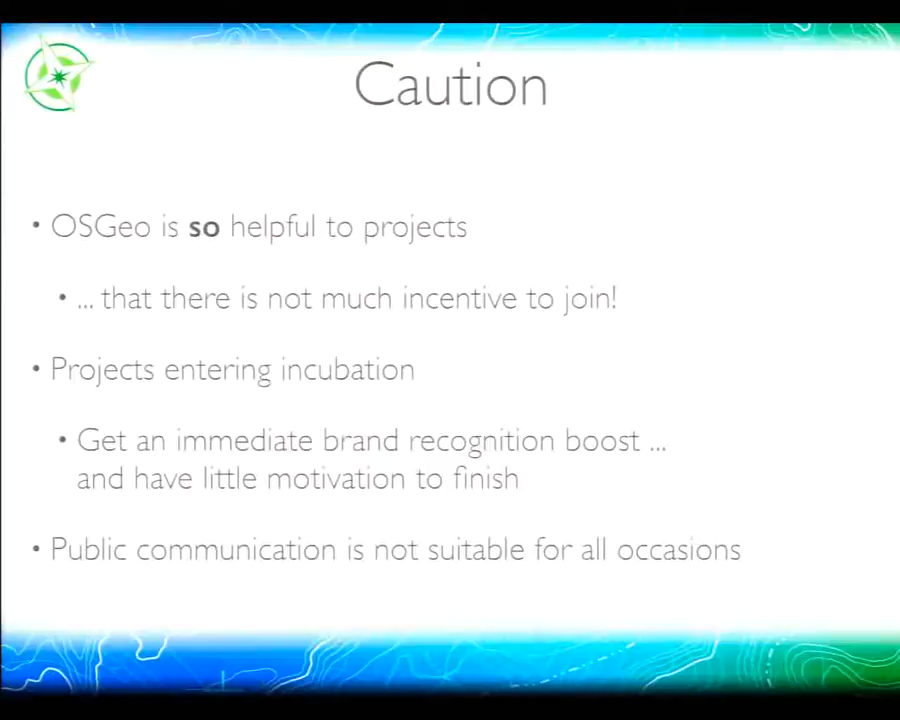 Caution
• OSGeo is so helpful to projects
• ... that there is not much incentive to join!
• Projects entering incubation
• Get an immediate brand recognition boost ...
and have little motivation to finish
• Public communication is not suitable for all occasions